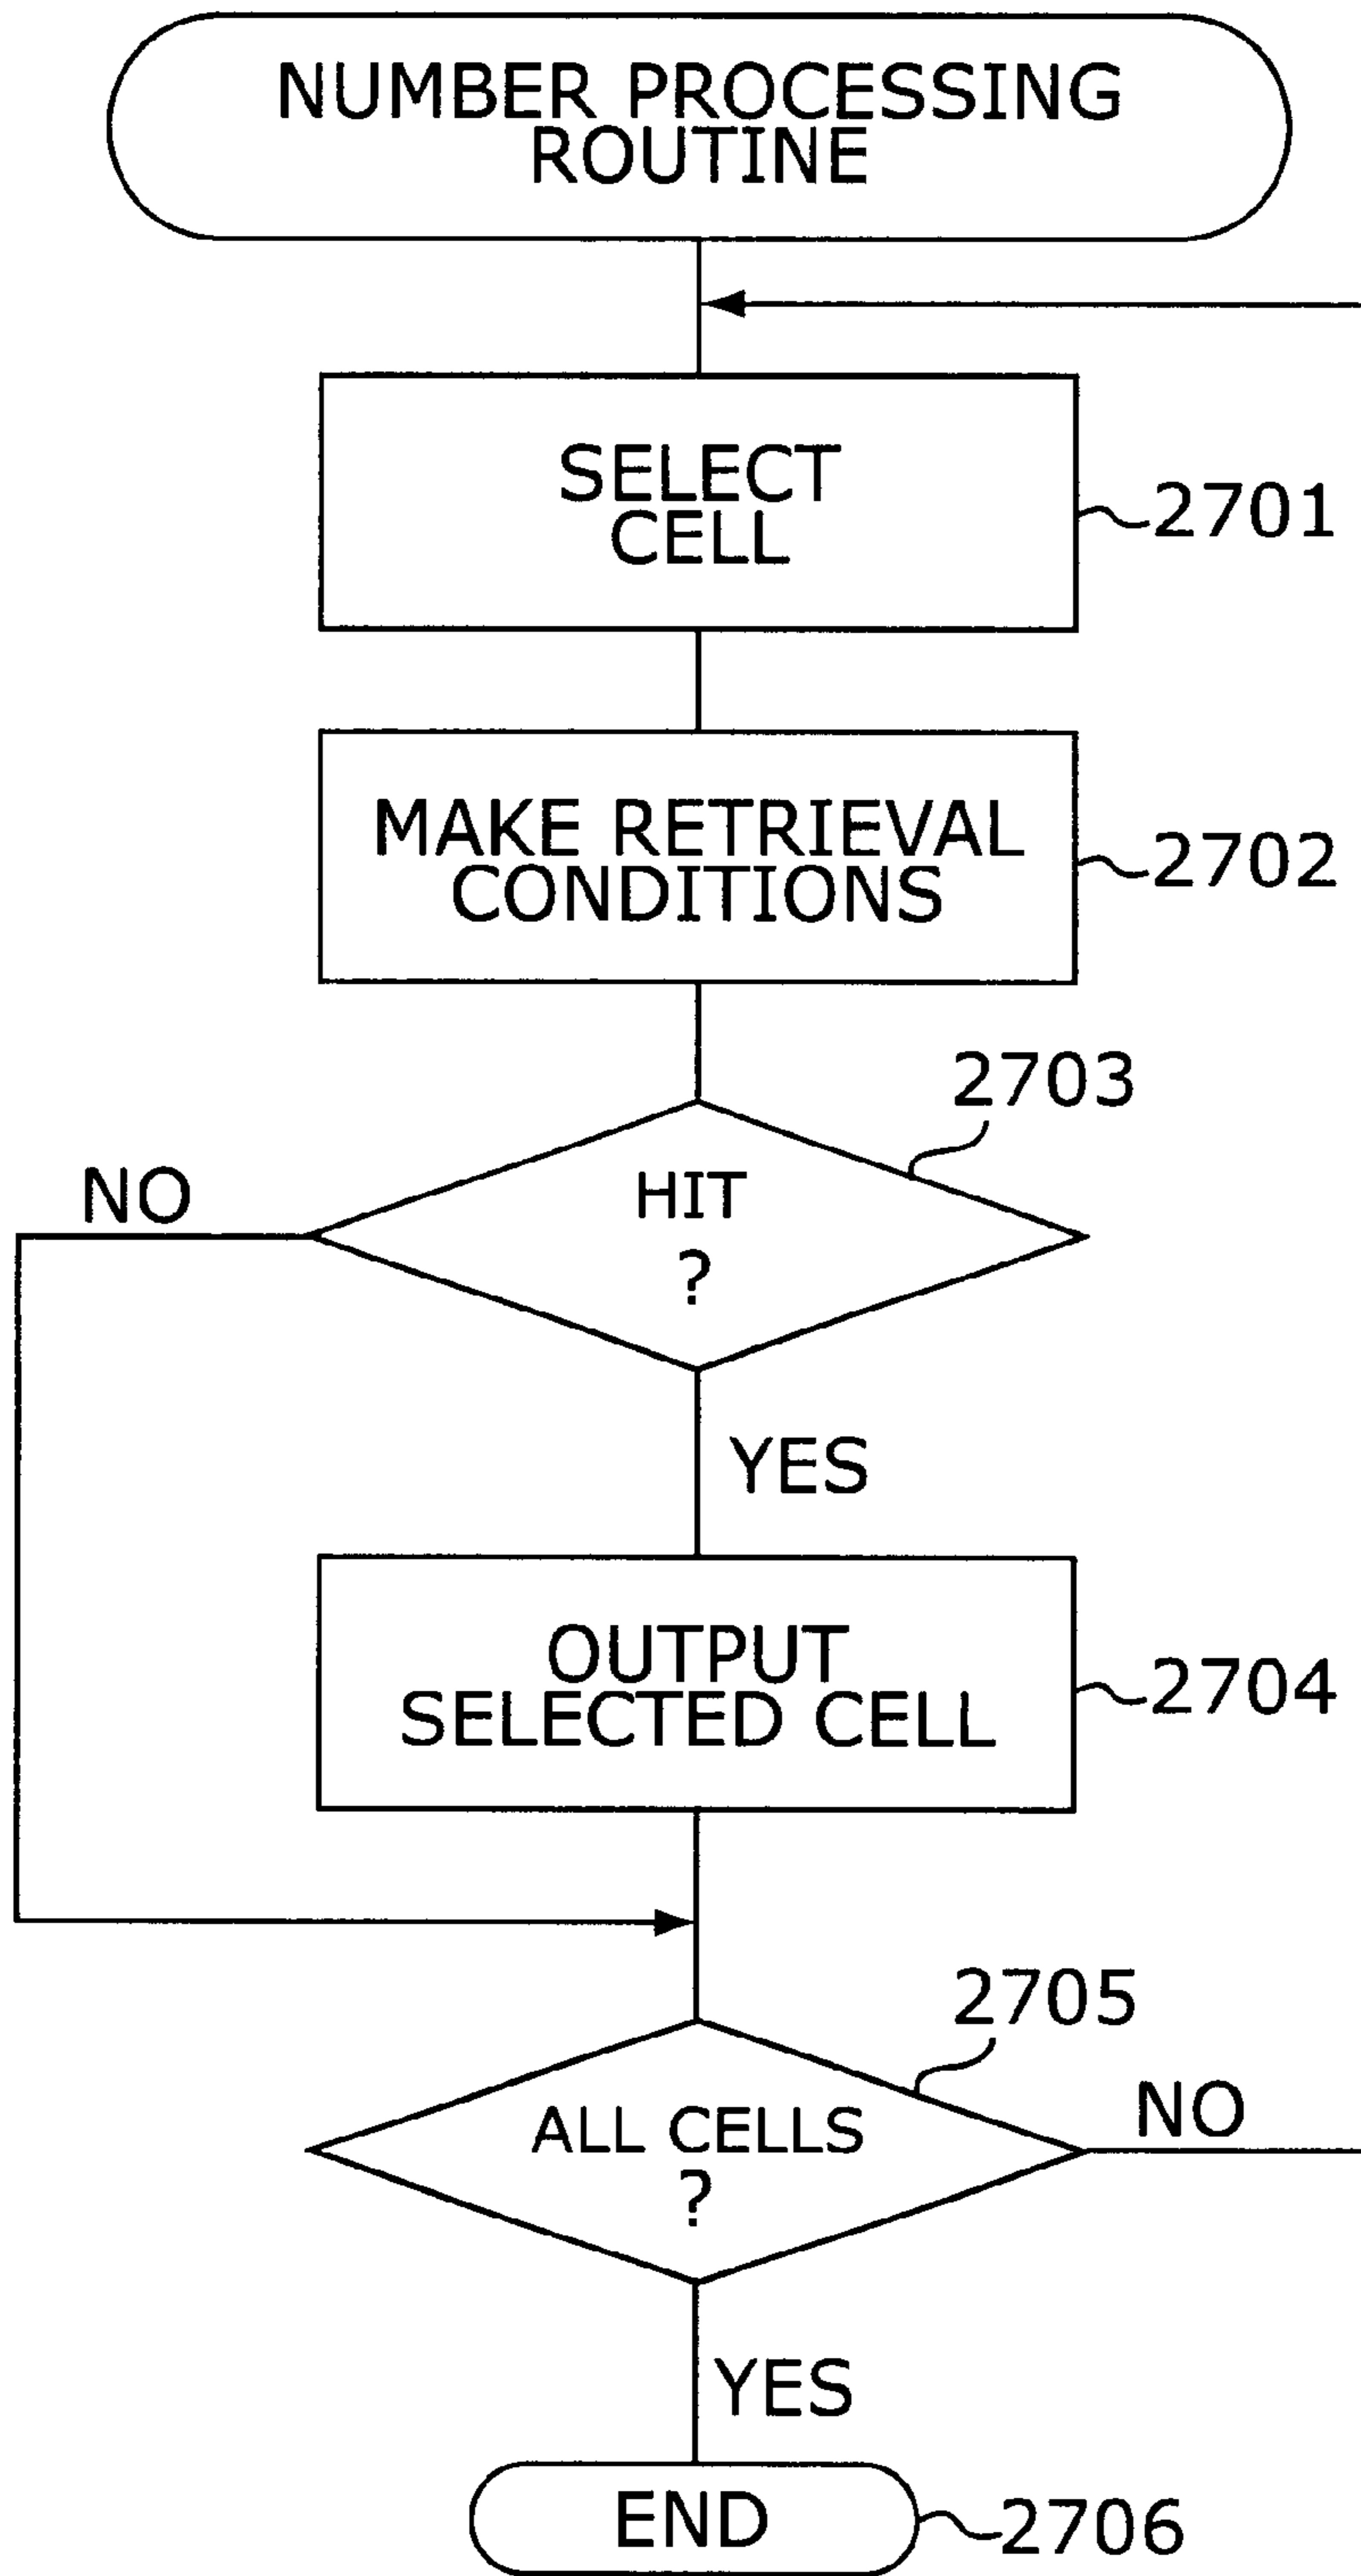 NUMBER PROCESSING
ROUTINE
SELECT
CELL
2701
MAKE RETRIEVAL
CONDITIONS
2702
2703
HIT
?
NO
YES
OUTPUT
SELECTED CELL
2704
2705
ALL CELLS
?
NO
YES
END
2706